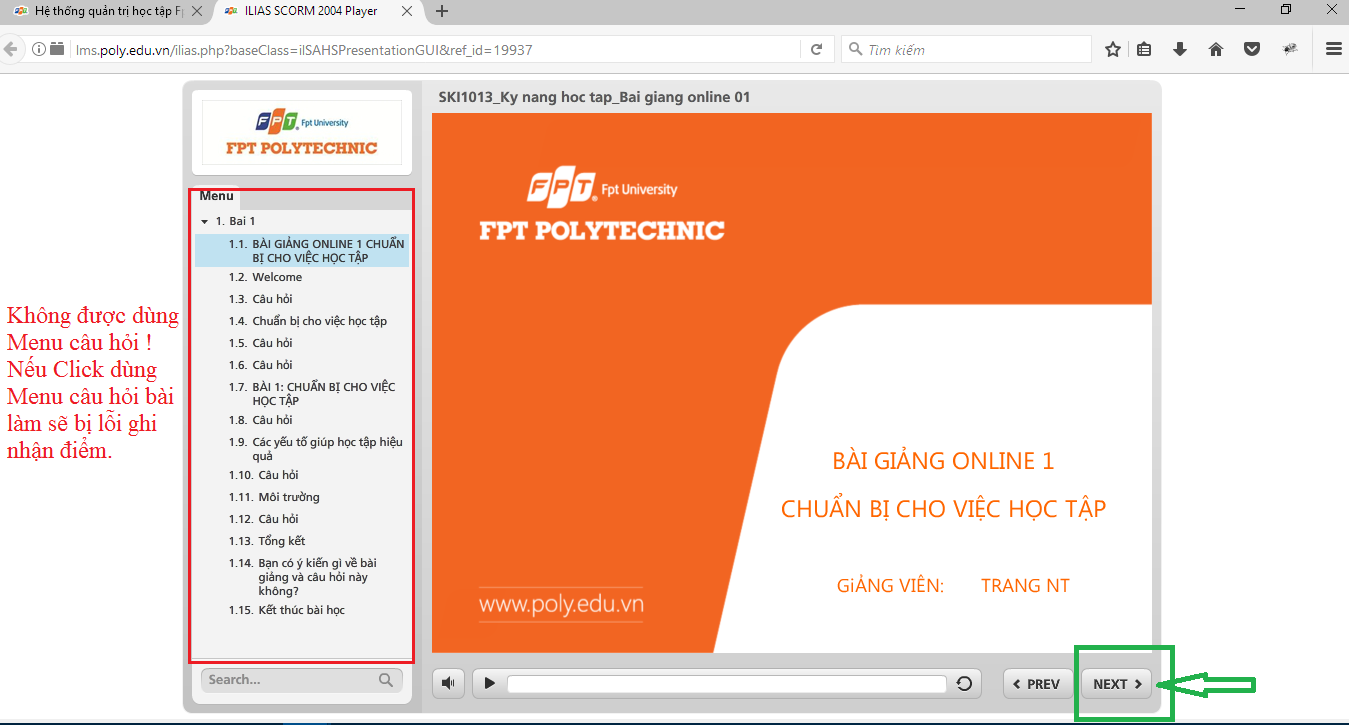 Hệ thống quản trị học tập F
ILIAS SCORM 2004 Player
lms.poly.edu.vn/ilias.php?baseClass=ilSAHSPresentationGUI&ref_id=19937
Tìm kiếm
FPT. Fpt University
FPT POLYTECHNIC
Menu
1. Bai 1
1.1. BÀI GIẢNG ONLINE 1 CHUẨN
BỊ CHO VIỆC HỌC TẬP
1.2. Welcome
1.3. Câu hỏi
1.4. Chuẩn bị cho việc học tập
1.5. Câu hỏi
1.6. Câu hỏi
1.7. BÀI 1: CHUẨN BỊ CHO VIỆC
HỌC TẬP
1.8. Câu hỏi
1.9. Các yếu tố giúp học tập hiệu
quả
1.10. Câu hỏi
1.11. Môi trường
1.12. Câu hỏi
1.13. Tổng kết
1.14. Bạn có ý kiến gì về bài
giảng và câu hỏi này
không?
1.15. Kết thúc bài học
Search...
Không được dùng
Menu câu hỏi !
Nếu Click dùng
Menu câu hỏi bài
làm sẽ bị lỗi ghi
nhận điểm.
SKI1013_Ky nang hoc tap_Bai giang online 01
FPT. Fpt University
FPT POLYTECHNIC
BÀI GIẢNG ONLINE 1
CHUẨN BỊ CHO VIỆC HỌC TẬP
GiẢNG VIÊN: TRANG NT
www.poly.edu.vn
PREV
NEXT